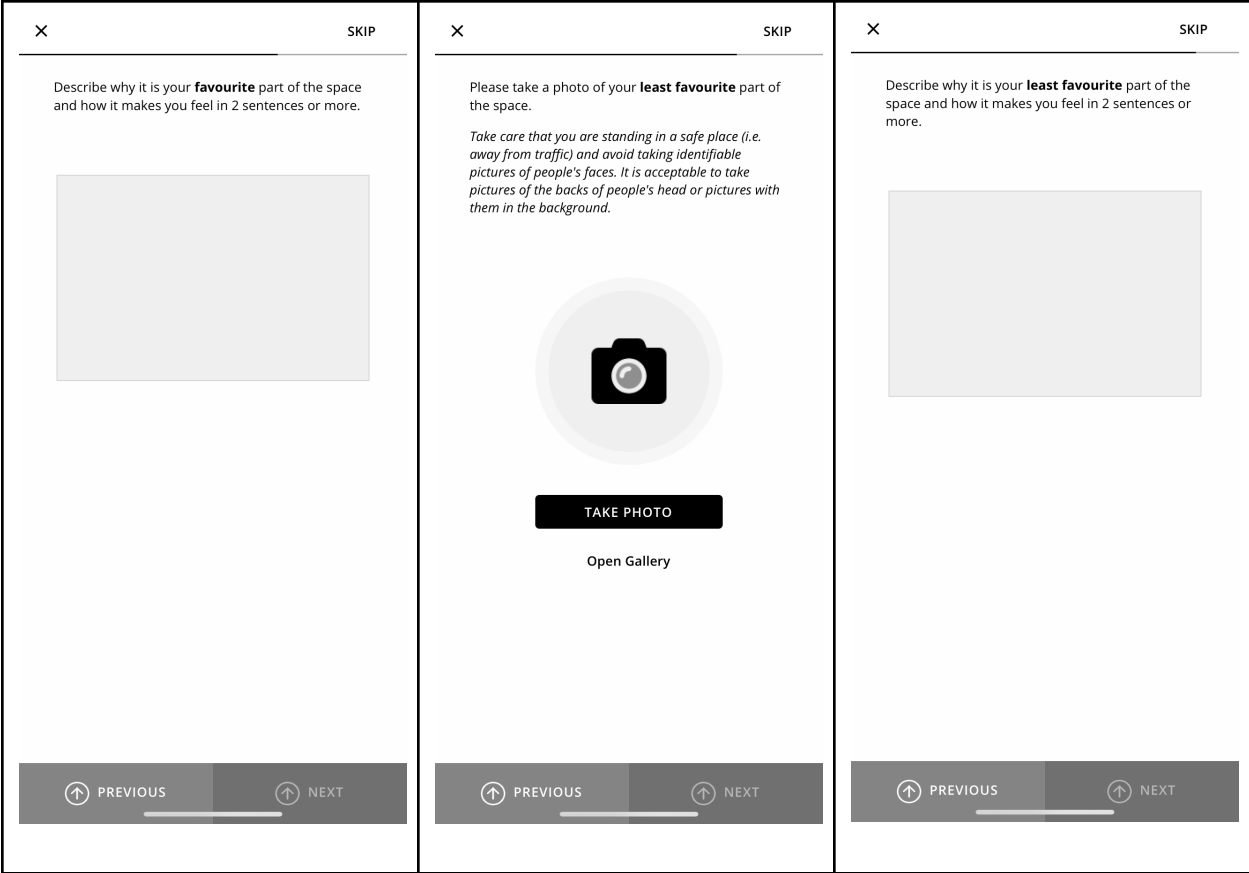 SKIP
Describe why it is your favourite part of the space
and how it makes you feel in 2 sentences or more.
PREVIOUS
NEXT
SKIP
Please take a photo of your least favourite part of
the space.
Take care that you are standing in a safe place (i.e.
away from traffic) and avoid taking identifiable
pictures of people's faces. It is acceptable to take
pictures of the backs of people's head or pictures with
them in the background.
TAKE PHOTO
Open Gallery
PREVIOUS
NEXT
SKIP
Describe why it is your least favourite part of the
space and how it makes you feel in 2 sentences or
more.
PREVIOUS
NEXT